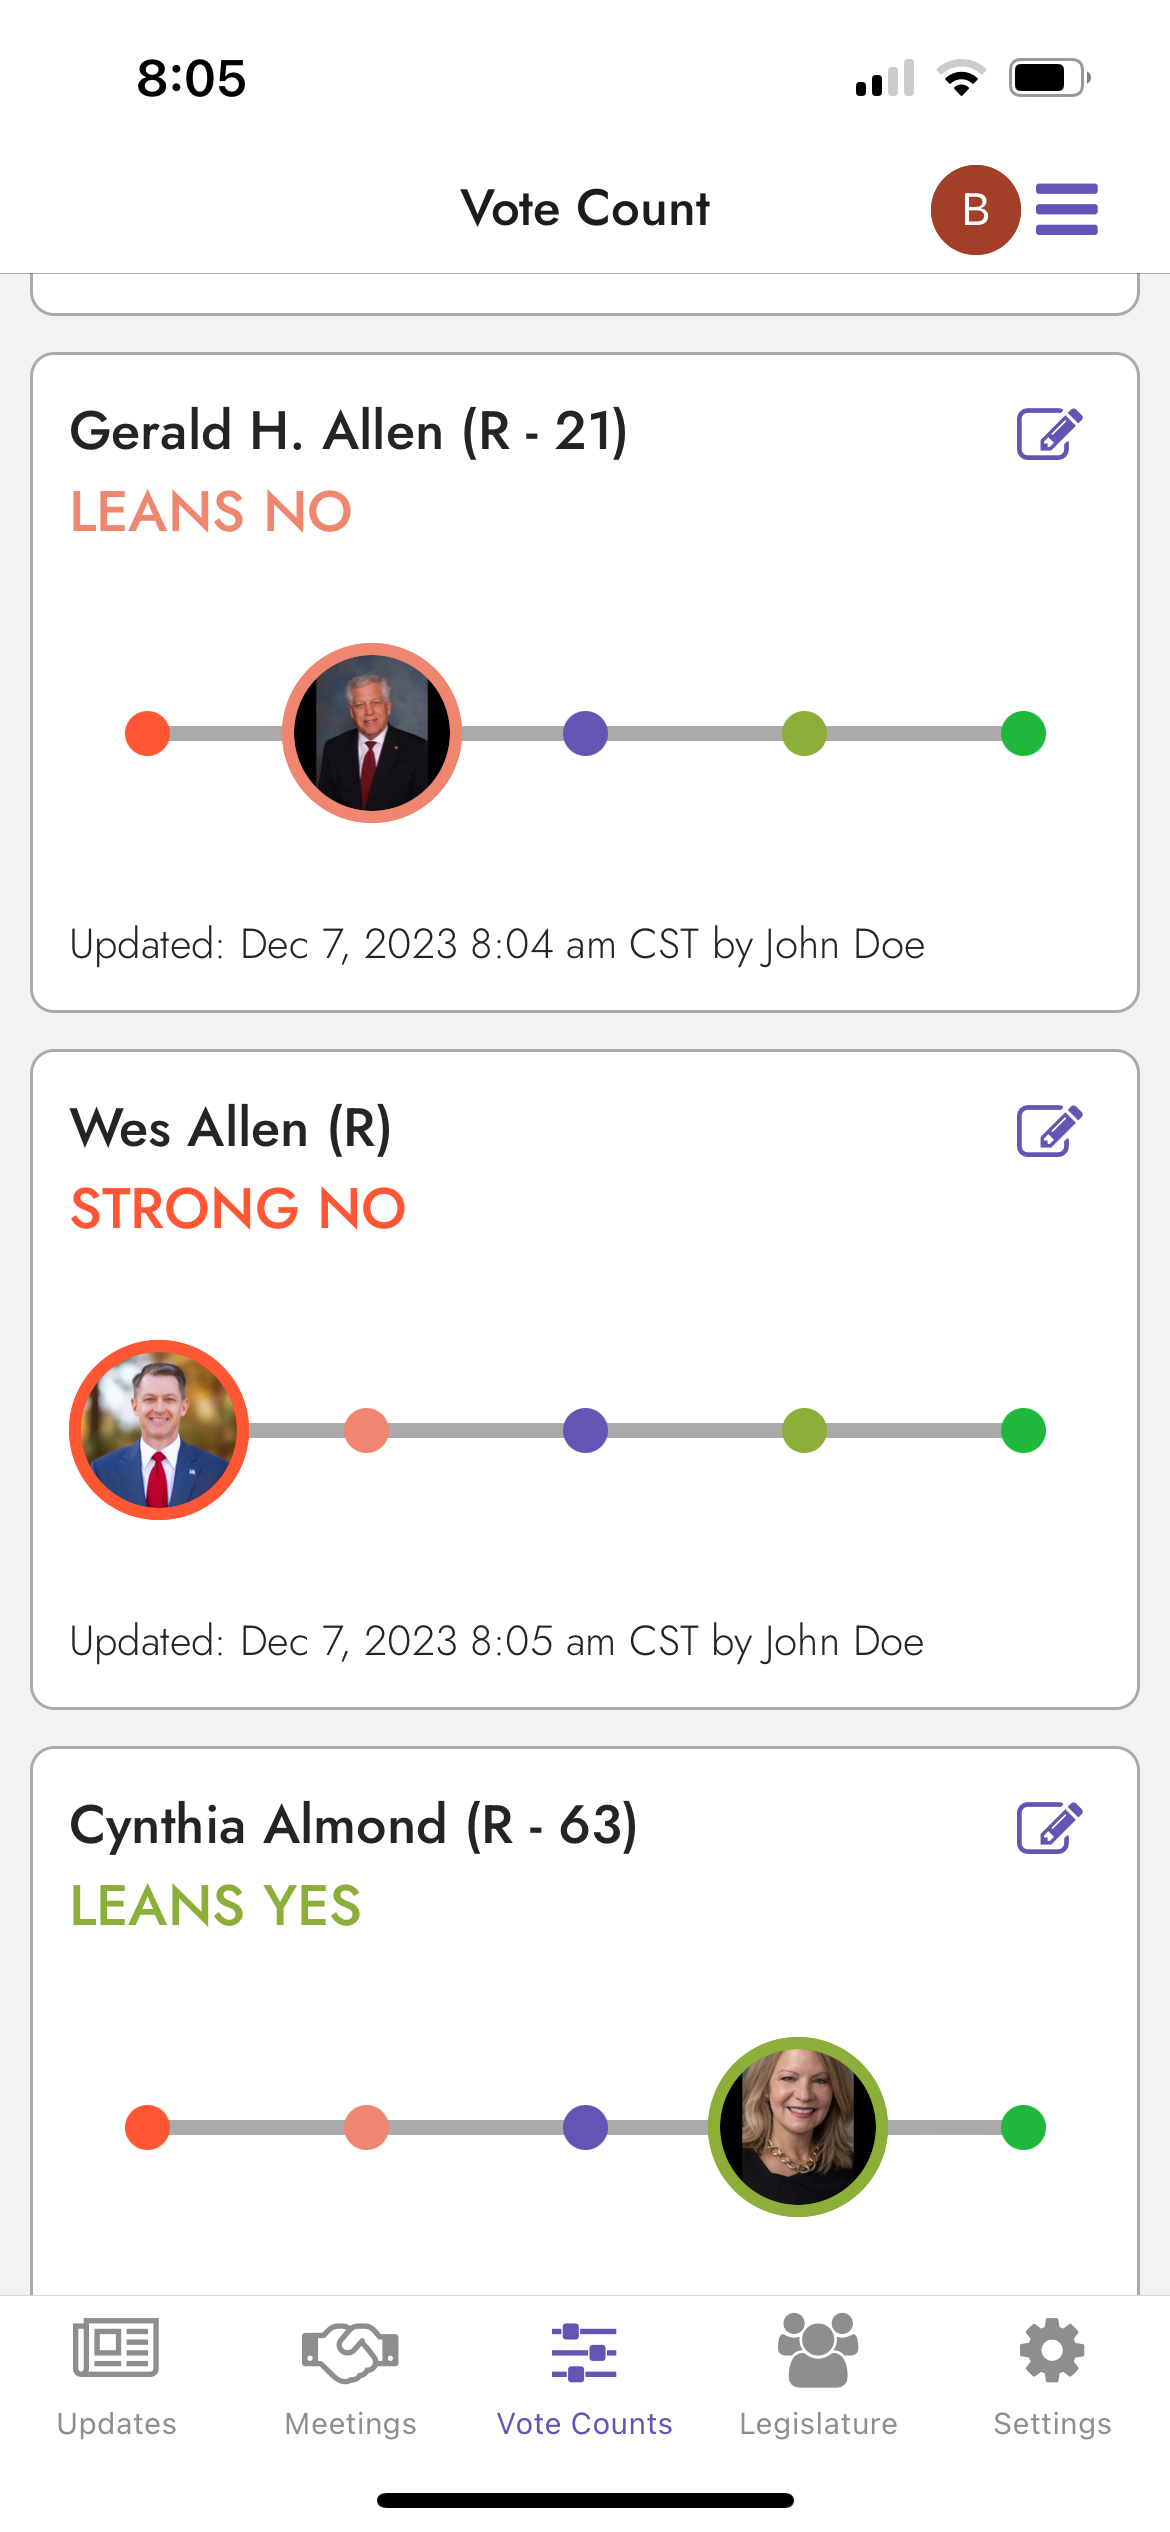 8:05
Vote Count
B
Gerald H. Allen (R - 21)
LEANS NO
Updated: Dec 7, 2023 8:04 am CST by John Doe
Wes Allen (R)
STRONG NO
Updated: Dec 7, 2023 8:05 am CST by John Doe
Cynthia Almond (R - 63)
LEANS YES
Updates
Meetings
Vote Counts
Legislature
Settings